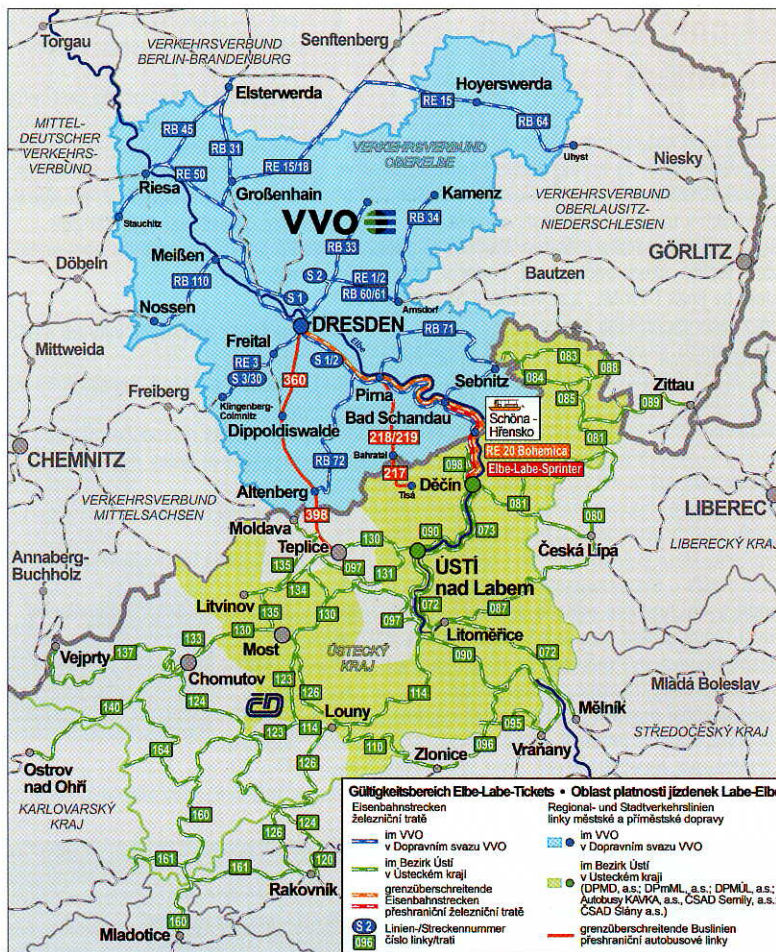 Torgau
VERKEHRSVERBUND
BERLIN-BRANDENBURG
Senftenberg
Elsterwerda
Hoyerswerda
RE 15
RB 64
MITTEL-
DEUTSCHER
VERKEHRS-
VERBUND
RB 45
RB 31
RE 15/18
VERKEHRSVERBUND
OBERELBE
Uhyst
Niesky
RE 50
Riesa
Großenhain
Kamenz
Stauchitz
VVO
RB 33
RB 34
VERKEHRSVERBUND
OBERLAUSITZ-
NIEDERSCHLESIEN
GÖRLITZ
Döbeln
Meißen
RB 110
S 2
RE 1/2
RB 60/61
Arnsdorf
Bautzen
Nossen
S 1
DRESDEN
RB 71
Elbe
Mittweida
Freital
RE 3
S 3/30
S 1/2
Pirna
Sebnitz
083
088
084
085
089
Zittau
Freiberg
Klingenberg-
Colmnitz
360
Dippoldiswalde
Bad Schandau
Schöna -
Hřensko
081
CHEMNITZ
218/219
Bahratal
RE 20 Bohemica
Elbe-Labe-Sprinter
RB 72
217
Tisá
098
Děčín
081
VERKEHRSVERBUND
MITTELSACHSEN
Altenberg
398
Moldava
Teplice
130
090
073
080
LIBEREC
LIBERECKÝ KRAJ
Česká Lípa
Annaberg-
Buchholz
135
097
131
ÚSTÍ
nad Labem
134
Litvínov
135
130
072
087
097
Litoměřice
133
130
Most
ÚSTECKÝ
KRAJ
090
072
Vejprty
137
Chomutov
123
126
114
Mladá Boleslav
124
ČD
Louny
Mělník
140
123
114
095
Vraňany
STŘEDOČESKÝ KRAJ
164
110
096
Zlonice
Ostrov
nad Ohří
126
KARLOVARSKÝ
KRAJ
160
124
126
161
161
120
Rakovník
160
Mladotice
Gültigkeitsbereich Elbe-Labe-Tickets • Oblast platnosti jízdenek Labe-Elbe
Eisenbahnstrecken
železniční tratě
im VVO
v Dopravním svazu VVO
im Bezirk Ústí
v Ústeckém kraji
grenzüberschreitende
Eisenbahnstrecken
přeshraniční železniční tratě
S 2
096
Linien-/Streckennummer
číslo linky/trati
Regional- und Stadtverkehrslinien
linky městské a příměstské dopravy
im VVO
v Dopravním svazu VVO
im Bezirk Ústí
v Ústeckém kraji
(DPMD, a.s.; DPmML, a.s.; DPMÚL, a.s.;
Autobusy KAVKA, a.s., ČSAD Semily, a.s.;
ČSAD Slaný a.s.)
grenzüberschreitende Buslinien
přeshraniční autobusové linky